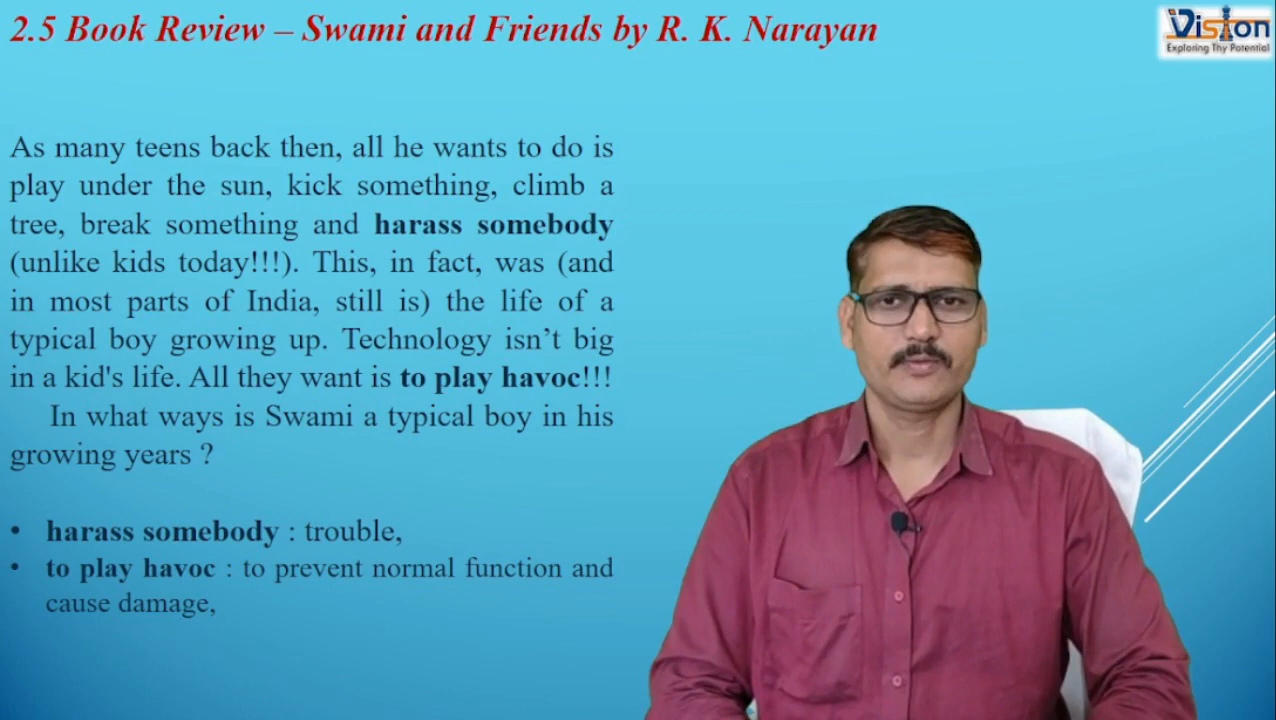 2.5 Book Review – Swami and Friends by R. K. Narayan
Vision
Exploring Thy Potential
As many teens back then, all he wants to do is
play under the sun, kick something, climb a
tree, break something and harass somebody
(unlike kids today!!!). This, in fact, was (and
in most parts of India, still is) the life of a
typical boy growing up. Technology isn’t big
in a kid's life. All they want is to play havoc!!!
In what ways is Swami a typical boy in his
growing years ?
• harass somebody : trouble,
• to play havoc : to prevent normal function and
cause damage,